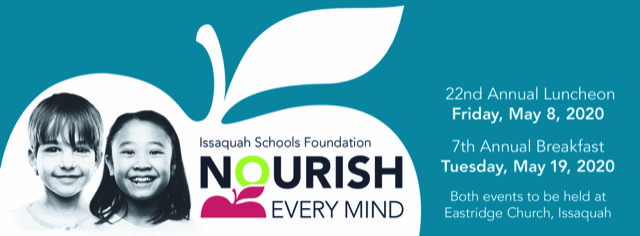 Issaquah Schools Foundation
NOURISH
EVERY MIND
22nd Annual Luncheon
Friday, May 8, 2020
7th Annual Breakfast
Tuesday, May 19, 2020
Both events to be held at
Eastridge Church, Issaquah